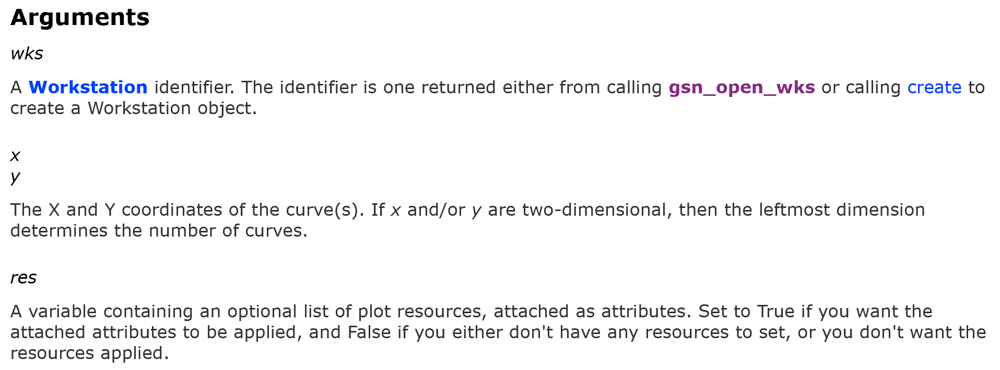 Arguments
wks
A Workstation identifier. The identifier is one returned either from calling gsn_open_wks or calling create to
create a Workstation object.
x
y
The X and Y coordinates of the curve(s). If x and/or y are two-dimensional, then the leftmost dimension
determines the number of curves.
res
A variable containing an optional list of plot resources, attached as attributes. Set to True if you want the
attached attributes to be applied, and False if you either don't have any resources to set, or you don't want the
resources applied.